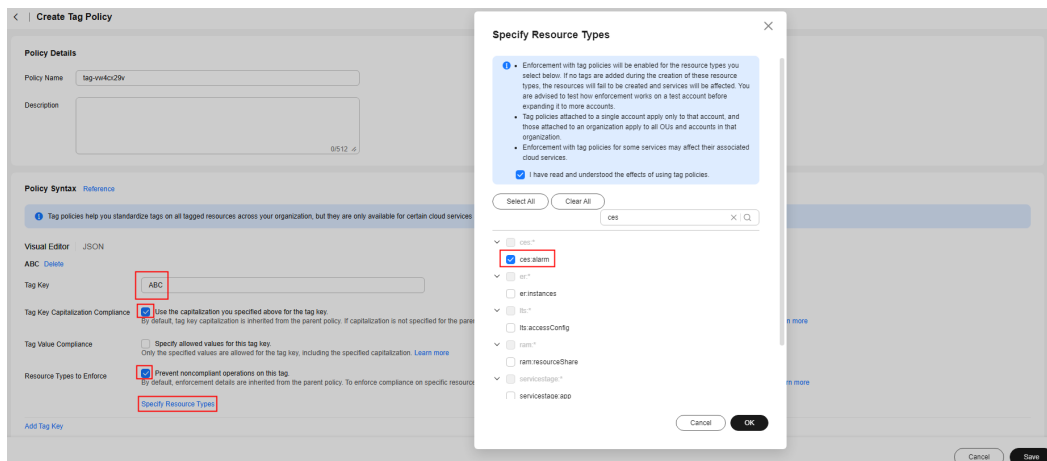 < | Create Tag Policy
Policy Details
Policy Name tag-vw4cx29v
Description
0/512
Policy Syntax Reference
Tag policies help you standardize tags on all tagged resources across your organization, but they are only available for certain cloud services
Visual Editor JSON
ABC Delete
Tag Key ABC
Tag Key Capitalization Compliance Use the capitalization you specified above for the tag key.
By default, tag key capitalization is inherited from the parent policy. If capitalization is not specified for the pare
n more
Tag Value Compliance Specify allowed values for this tag key.
Only the specified values are allowed for the tag key, including the specified capitalization. Learn more
Resource Types to Enforce Prevent noncompliant operations on this tag.
By default, enforcement details are inherited from the parent policy. To enforce compliance on specific resourc
rn more
Specify Resource Types
Add Tag Key
Cancel Save
Specify Resource Types
• Enforcement with tag policies will be enabled for the resource types you
select below. If no tags are added during the creation of these resource
types, the resources will fail to be created and services will be affected. You
are advised to test how enforcement works on a test account before
expanding it to more accounts.
• Tag policies attached to a single account apply only to that account, and
those attached to an organization apply to all OUs and accounts in that
organization.
• Enforcement with tag policies for some services may affect their associated
cloud services.
I have read and understood the effects of using tag policies.
Select All Clear All
ces
ces:*
ces:alarm
er:*
er:instances
lts:*
lts:accessConfig
ram:*
ram:resourceShare
servicestage:*
servicestage:app
Cancel OK